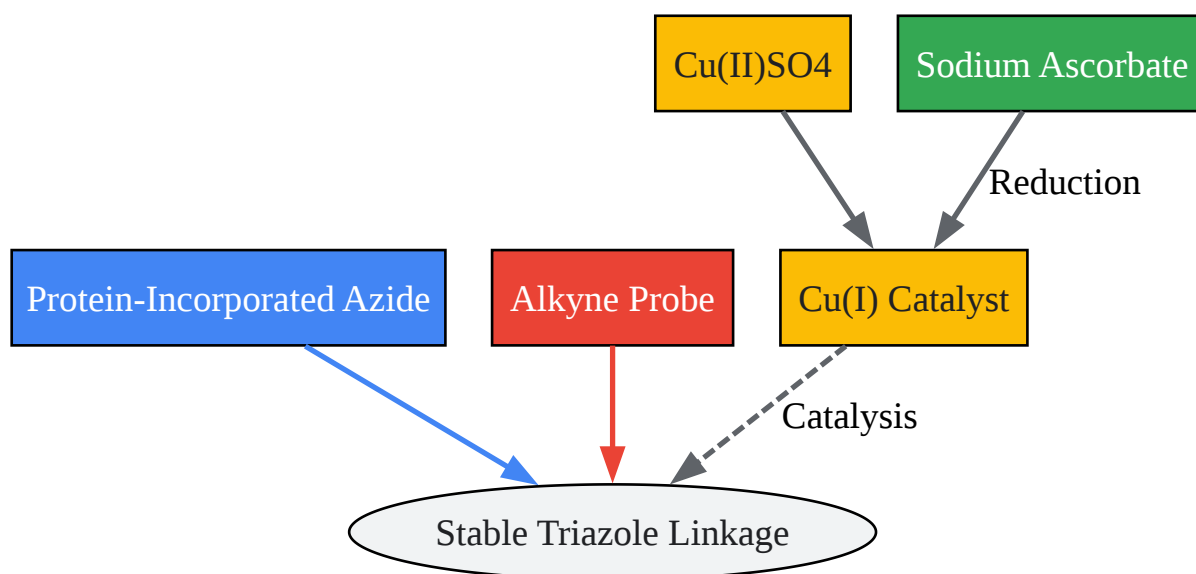 Cu(II)SO4
Sodium Ascorbate
Reduction
Protein-Incorporated Azide
Alkyne Probe
Cu(I) Catalyst
Catalysis
Stable Triazole Linkage